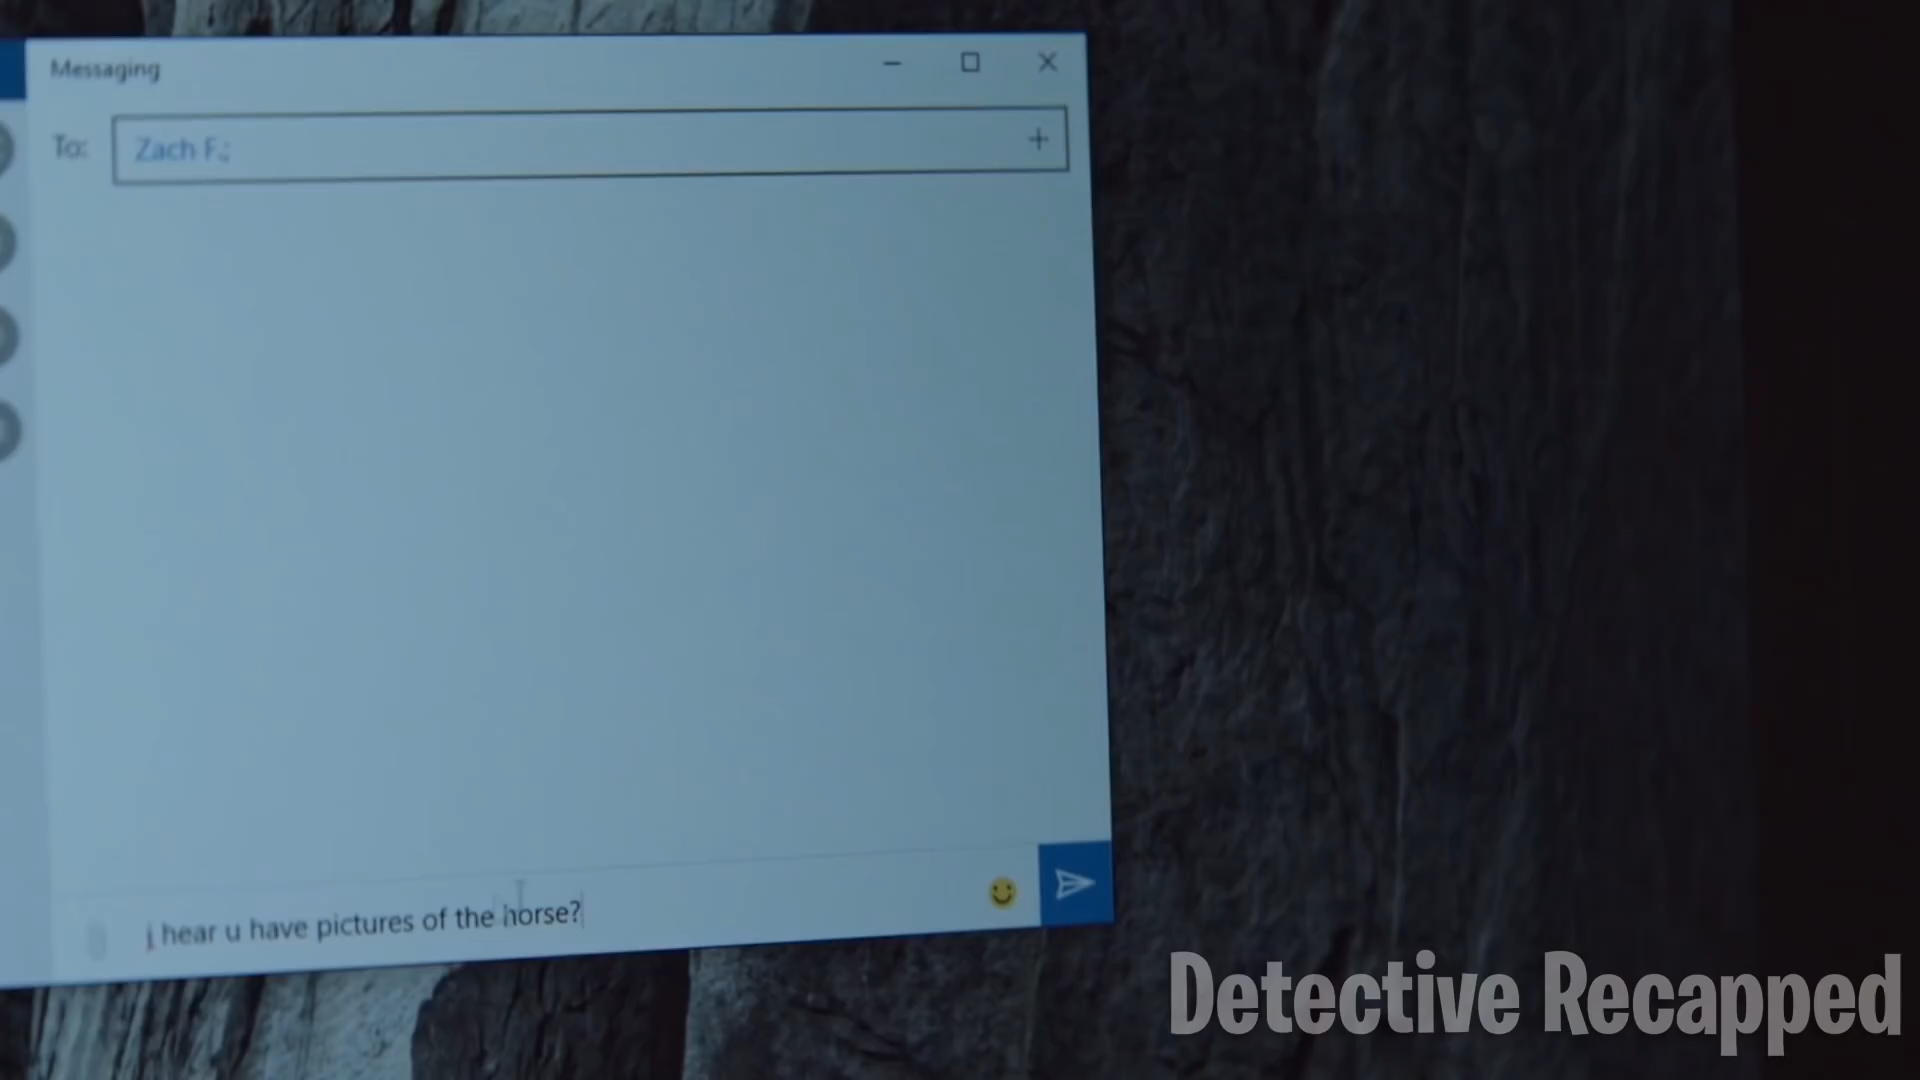 Messaging
To:
Zach F.;
i hear u have pictures of the horse?
Detective Recapped